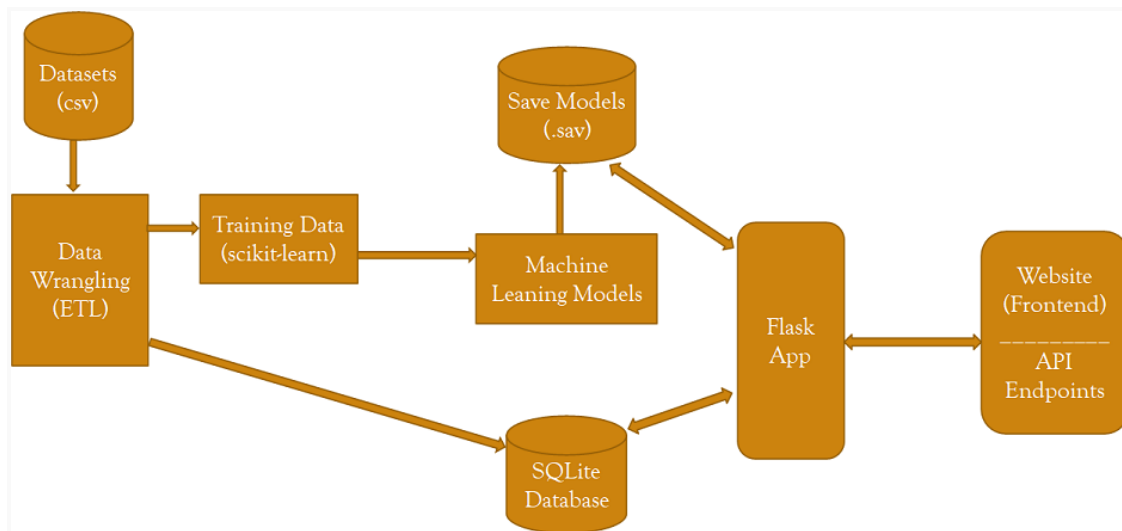 Datasets
(csv)
Save Models
(.sav)
Data
Wrangling
(ETL)
Training Data
(scikit-learn)
Machine
Leaning Models
Flask
App
Website
(Frontend)
_________
API
Endpoints
SQLite
Database